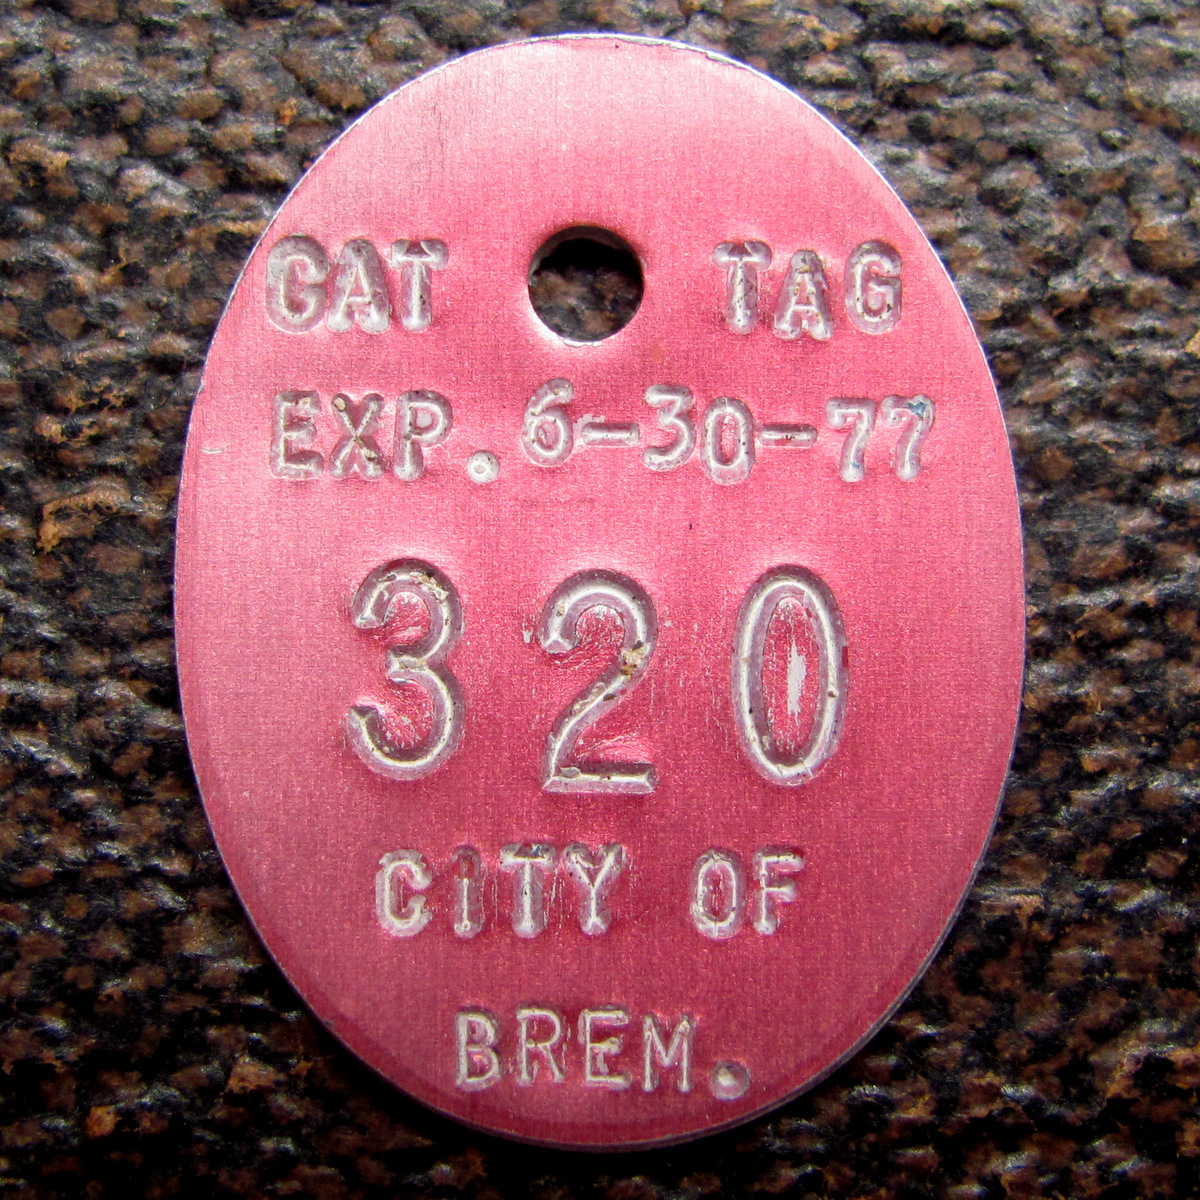 CAT TAG
EXP. 6-30-77
320
CITY OF
BREM.